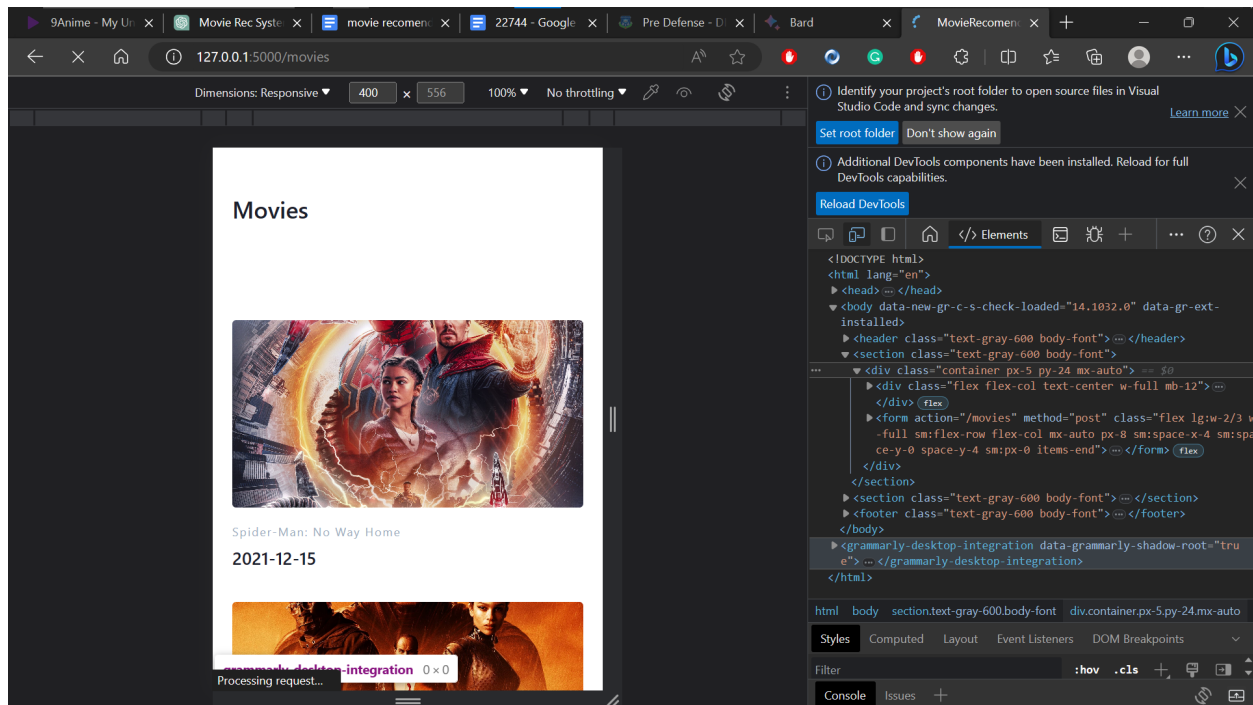 9Anime - My Un
Movie Rec Syste
movie recomend
22744 - Google
Pre Defense - D
Bard
MovieRecomend
127.0.0.1:5000/movies
Dimensions: Responsive 400 x 556 100% No throttling
Movies
Spider-Man: No Way Home
2021-12-15
grammarly-desktop-integration 0 × 0
Processing request...
Identify your project's root folder to open source files in Visual
Studio Code and sync changes.
Learn more
Set root folder Don't show again
Additional DevTools components have been installed. Reload for full
DevTools capabilities.
Reload DevTools
</> Elements
<!DOCTYPE html>
<html lang="en">
<head> ... </head>
<body data-new-gr-c-s-check-loaded="14.1032.0" data-gr-ext-
installed>
<header class="text-gray-600 body-font"> ... </header>
<section class="text-gray-600 body-font">
... <div class="container px-5 py-24 mx-auto"> == $0
<div class="flex flex-col text-center w-full mb-12"> ...
</div> flex
<form action="/movies" method="post" class="flex lg:w-2/3 w
-full sm:flex-row flex-col mx-auto px-8 sm:space-x-4 sm:spa
ce-y-0 space-y-4 sm:px-0 items-end"> ... </form> flex
</div>
</section>
<section class="text-gray-600 body-font"> ... </section>
<footer class="text-gray-600 body-font"> ... </footer>
</body>
<grammarly-desktop-integration data-grammarly-shadow-root="tru
e"> ... </grammarly-desktop-integration>
</html>
html body section.text-gray-600.body-font div.container.px-5.py-24.mx-auto
Styles Computed Layout Event Listeners DOM Breakpoints
Filter :hov .cls
Console Issues